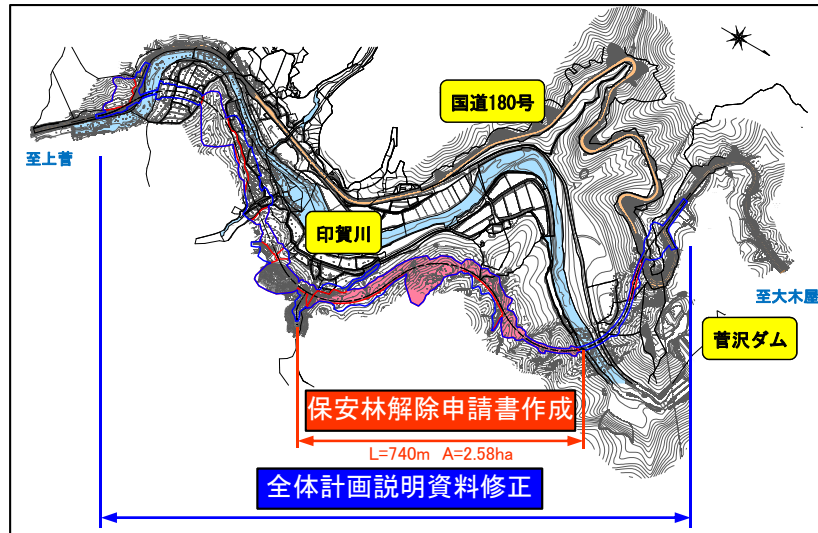 国道180号
至上菅
印賀川
至大木屋
菅沢ダム
保安林解除申請書作成
L=740m A=2.58ha
全体計画説明資料修正